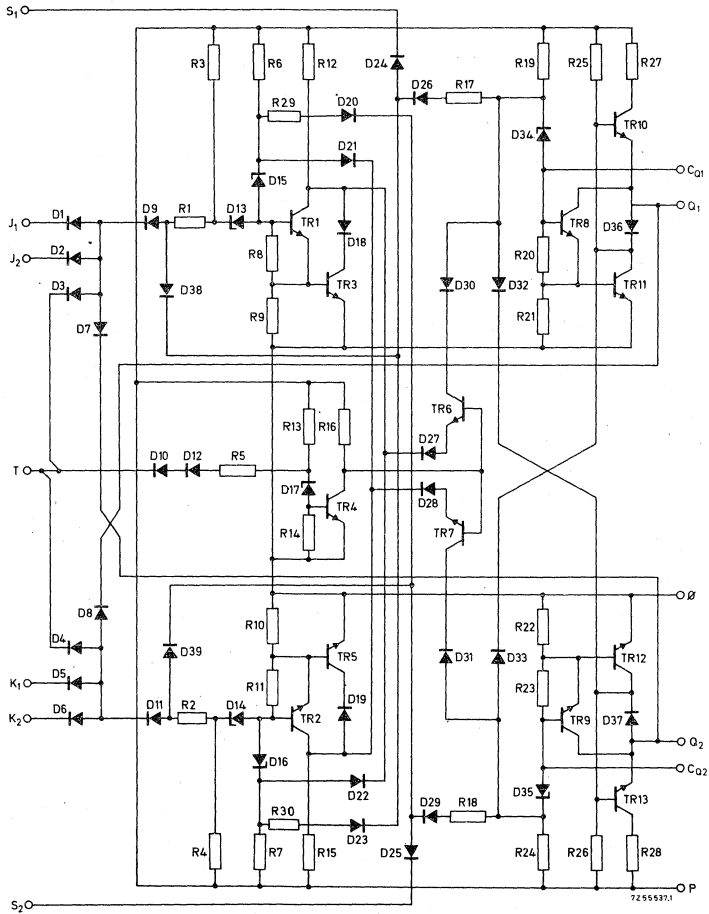 S1
R3
R6
R12
D24
R19
R25
R27
D26
R17
R29
D20
TR10
D34
D21
D15
CQ1
D1
D9
R1
D13
Q1
J1
TR1
TR8
D36
D2
D18
J2
R8
R20
D3
D38
TR3
D30
D32
TR11
R9
R21
D7
TR6
R13
R16
D10
D12
R5
D27
T
D17
D28
TR4
R14
TR7
D8
Ø
R10
R22
D4
D39
TR5
D31
D33
TR12
D5
R11
R23
K1
D6
D11
R2
D14
D19
TR9
D37
K2
TR2
Q2
D16
CQ2
D22
D35
D29
R18
TR13
R30
D23
R4
R7
R15
D25
R24
R26
R28
P
7Z55537.1
S2